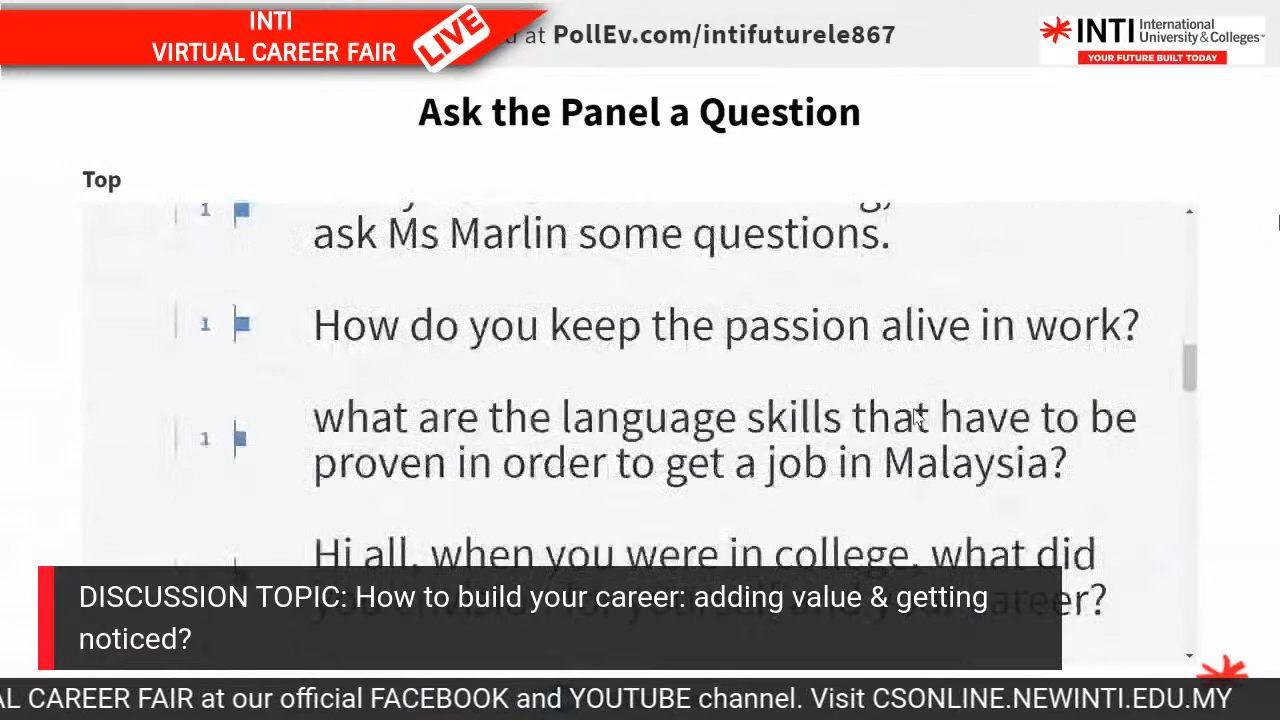 INTI
VIRTUAL CAREER FAIR
LIVE
at PollEv.com/intifuturele867
INTI International
University & Colleges
YOUR FUTURE BUILT TODAY
Ask the Panel a Question
Top
1
ask Ms Marlin some questions.
1 How do you keep the passion alive in work?
1 what are the language skills that have to be
proven in order to get a job in Malaysia?
Hi all, when you were in college, what did
DISCUSSION TOPIC: How to build your career: adding value & getting
noticed?
AL CAREER FAIR at our official FACEBOOK and YOUTUBE channel. Visit CSONLINE.NEWINTI.EDU.MY